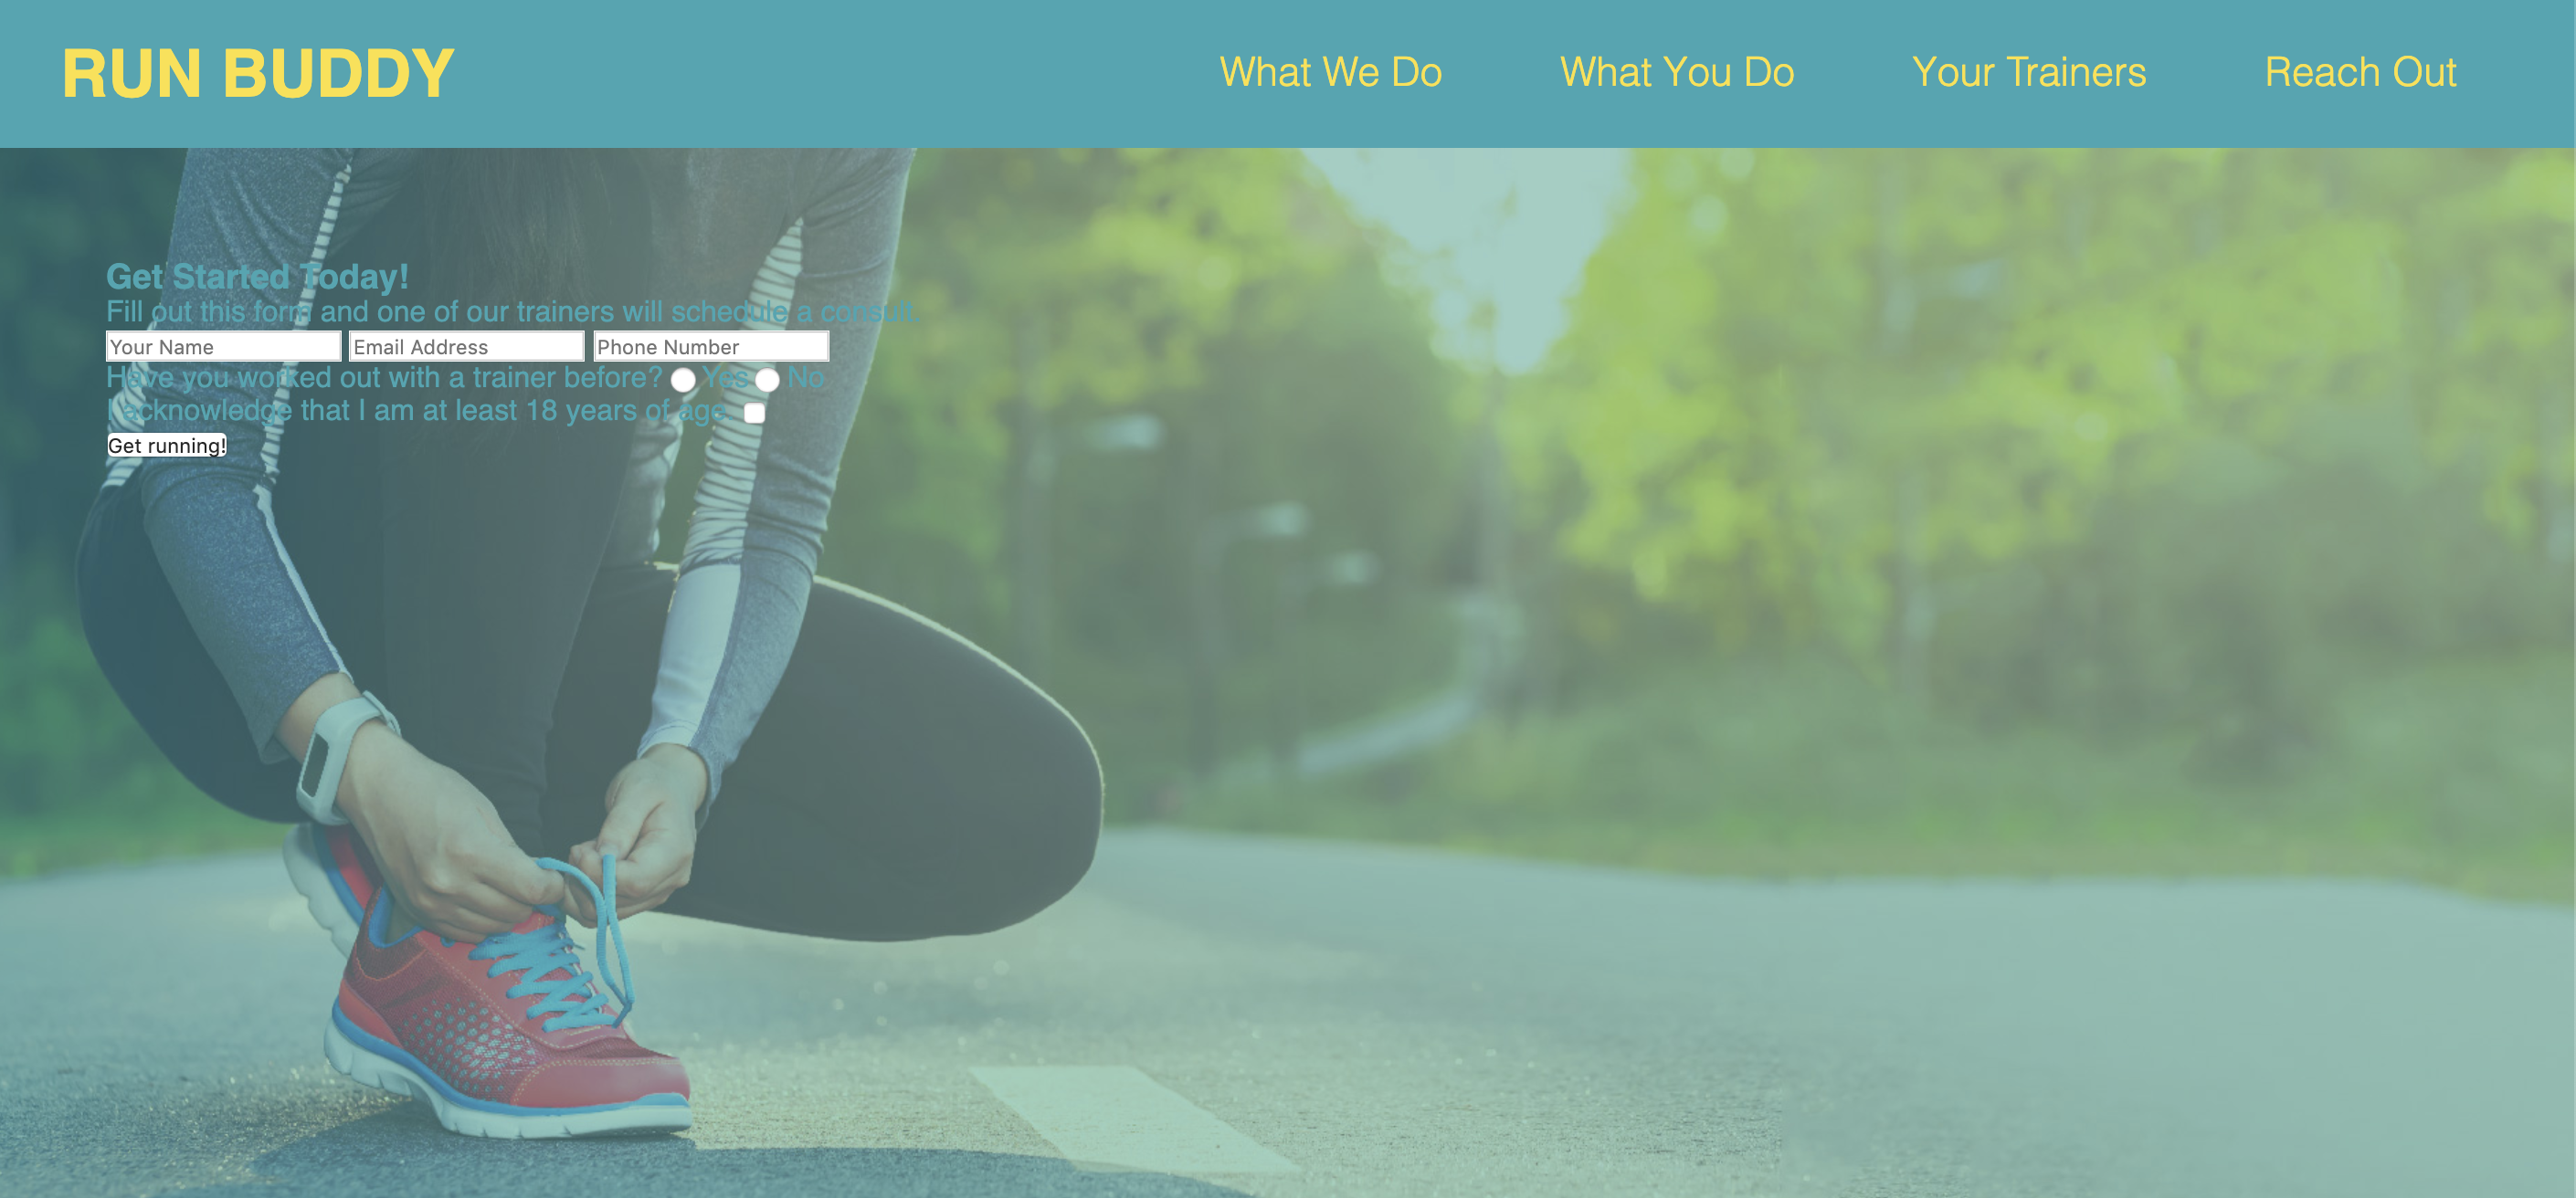 RUN BUDDY What We Do What You Do Your Trainers Reach Out
Get Started Today!
Fill out this form and one of our trainers will schedule a consult.
Your Name Email Address Phone Number
Have you worked out with a trainer before? Yes No
I acknowledge that I am at least 18 years of age.
Get running!